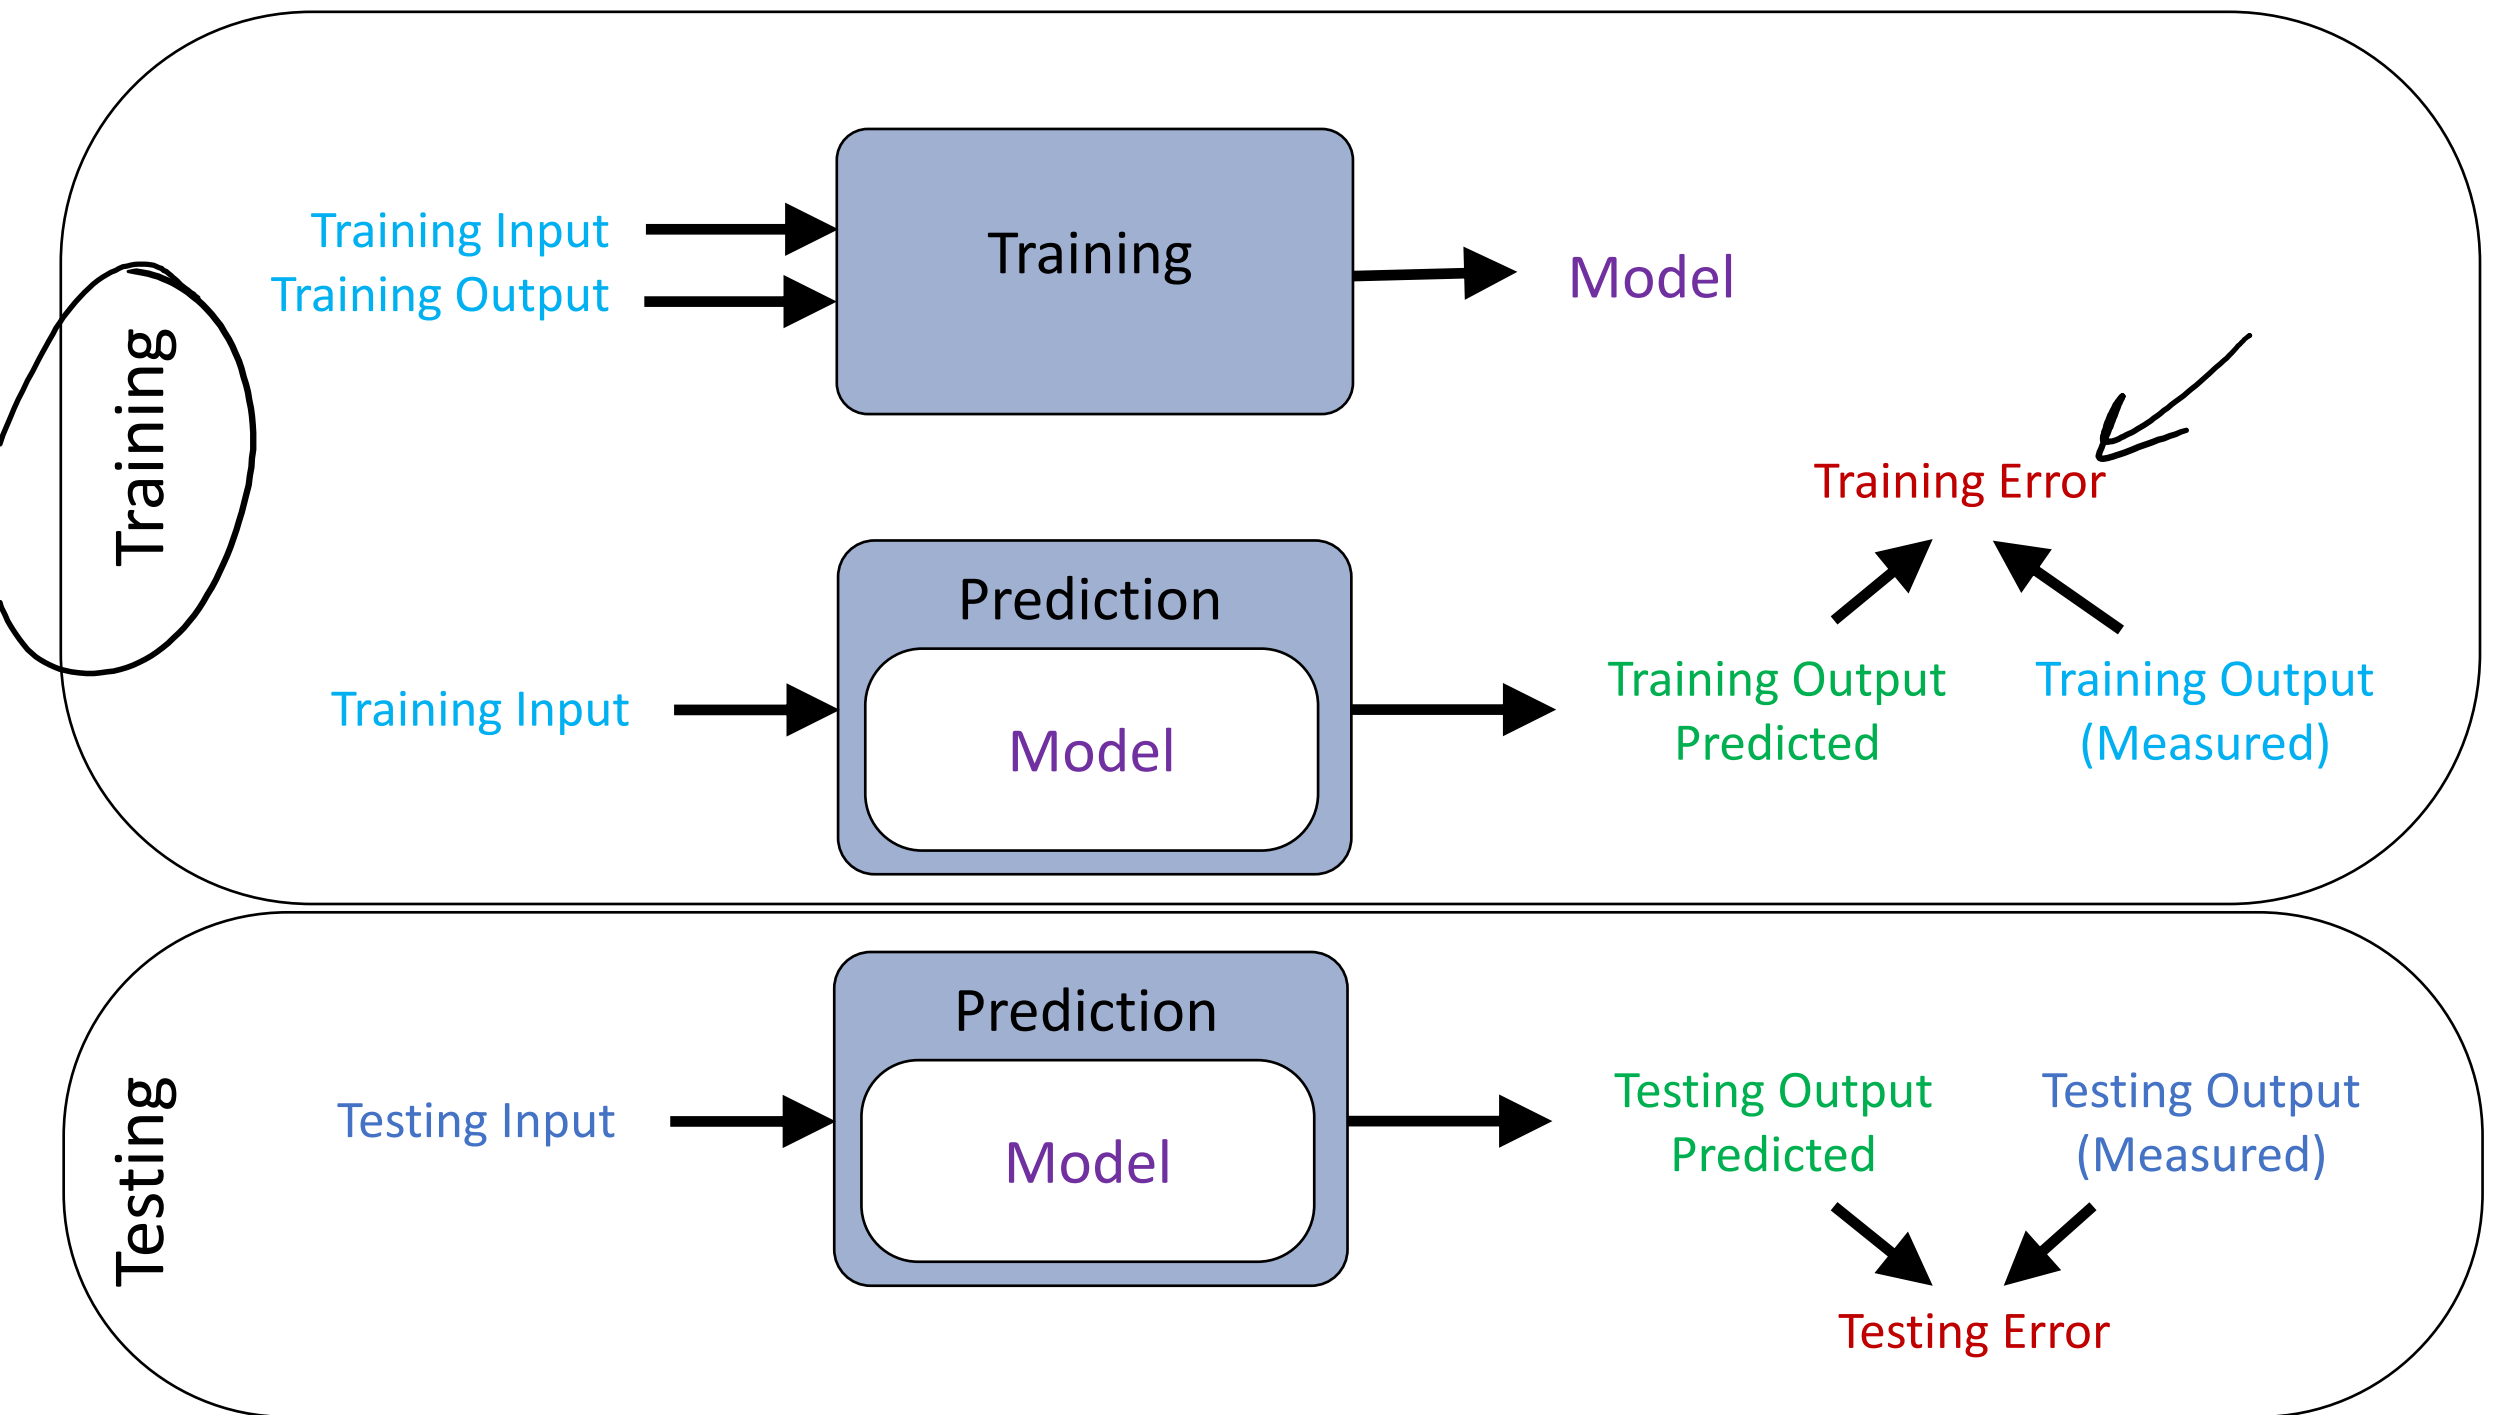 Training
Training Input
Training Output
Training
Model
Training Error
Prediction
Training Input
Model
Training Output
Predicted
Training Output
(Measured)
Testing
Prediction
Testing Input
Model
Testing Output
Predicted
Testing Output
(Measured)
Testing Error